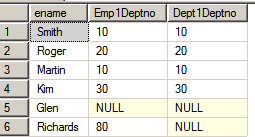 ename Emp1Deptno Dept1Deptno
1 Smith 10 10
2 Roger 20 20
3 Martin 10 10
4 Kim 30 30
5 Glen NULL NULL
6 Richards 80 NULL